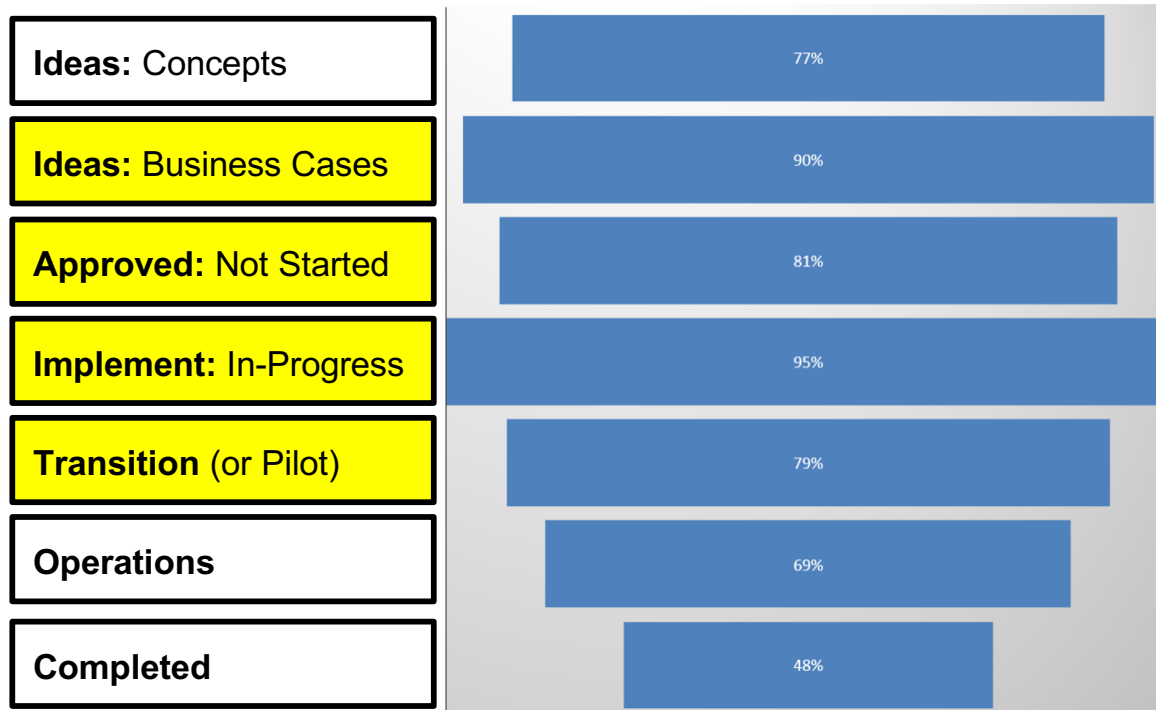 Ideas: Concepts
77%
Ideas: Business Cases
90%
Approved: Not Started
81%
Implement: In-Progress
95%
Transition (or Pilot)
79%
Operations
69%
Completed
48%